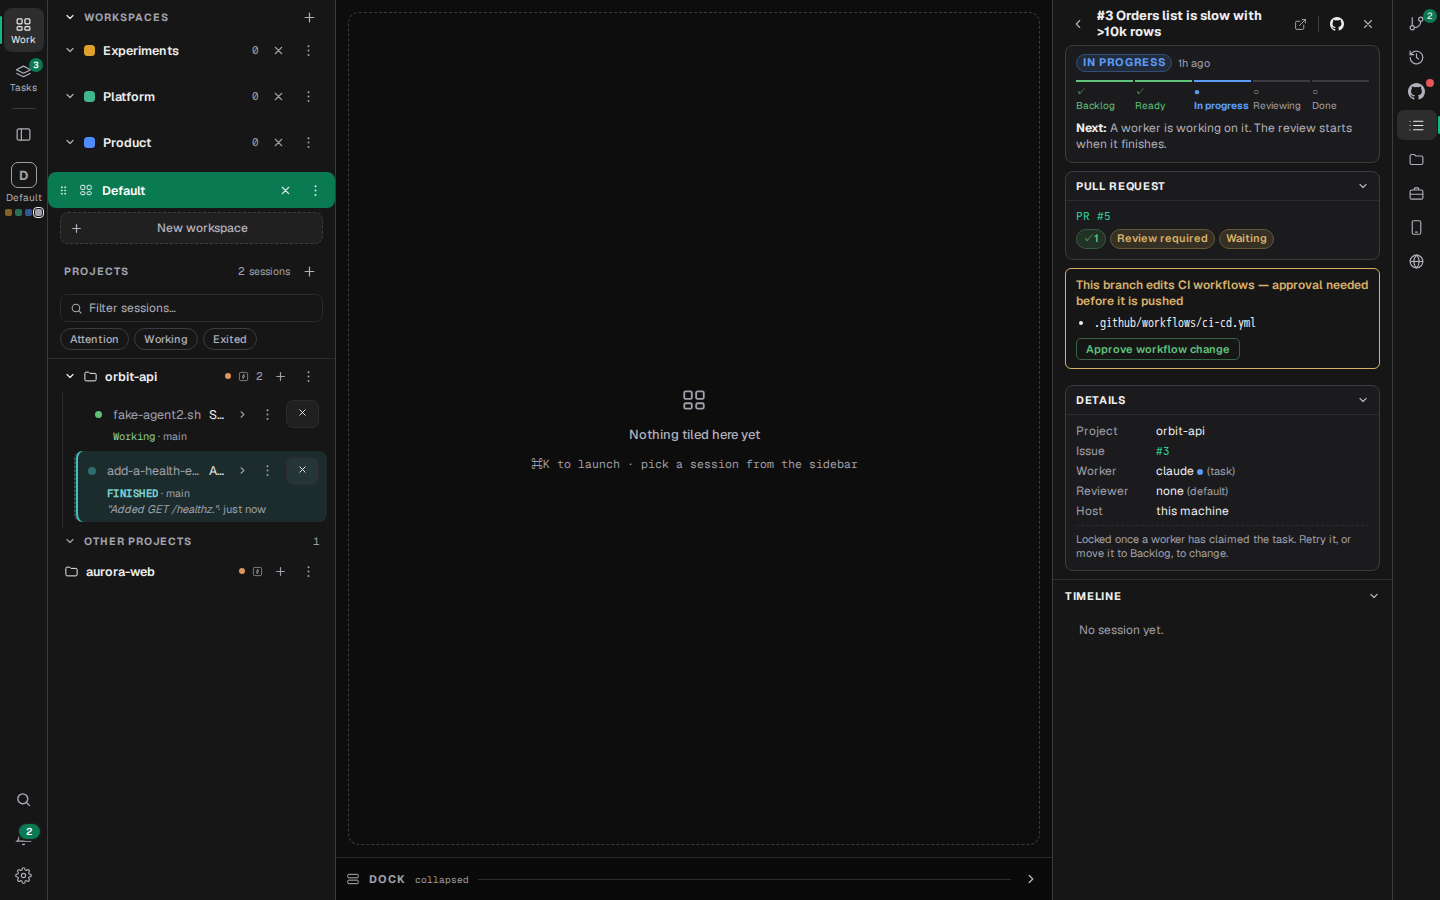 Work
Tasks
3
D
Default
2
WORKSPACES
Experiments 0
Platform 0
Product 0
Default
New workspace
PROJECTS 2 sessions
Filter sessions…
Attention Working Exited
orbit-api 2
fake-agent2.sh S…
Working · main
add-a-health-e… A…
FINISHED · main
"Added GET /healthz." · just now
OTHER PROJECTS 1
aurora-web
Nothing tiled here yet
⌘K to launch · pick a session from the sidebar
DOCK collapsed
#3 Orders list is slow with
>10k rows
IN PROGRESS 1h ago
✓ ✓
Backlog Ready In progress Reviewing Done
Next: A worker is working on it. The review starts
when it finishes.
PULL REQUEST
PR #5
✓1 Review required Waiting
This branch edits CI workflows — approval needed
before it is pushed
• .github/workflows/ci-cd.yml
Approve workflow change
DETAILS
Project orbit-api
Issue #3
Worker claude (task)
Reviewer none (default)
Host this machine
Locked once a worker has claimed the task. Retry it, or
move it to Backlog, to change.
TIMELINE
No session yet.
2